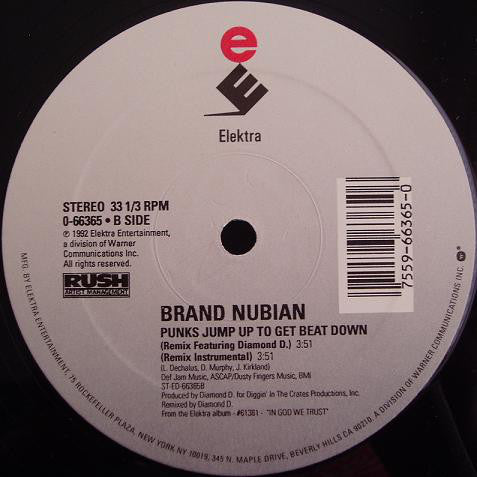 e
E
Elektra
STEREO 33 1/3 RPM
0-66365 • B SIDE
℗ 1992 Elektra Entertainment,
a division of Warner
Communications Inc.
All rights reserved.
RUSH
ARTIST MANAGEMENT
7559-66365-0
BRAND NUBIAN
PUNKS JUMP UP TO GET BEAT DOWN
(Remix Featuring Diamond D.) 3:51
(Remix Instrumental) 3:51
(L. Dechalus, D. Murphy, J. Kirkland)
Def Jam Music, ASCAP/Dusty Fingers Music, BMI
ST-ED-66365B
Produced by Diamond D. for Diggin' In The Crates Productions, Inc.
Remixed by Diamond D.
From the Elektra album - #61381 - "IN GOD WE TRUST"
MFG. BY ELEKTRA ENTERTAINMENT, 75 ROCKEFELLER PLAZA, NEW YORK NY 10019, 345 N. MAPLE DRIVE, BEVERLY HILLS CA 90210, A DIVISION OF WARNER COMMUNICATIONS INC.